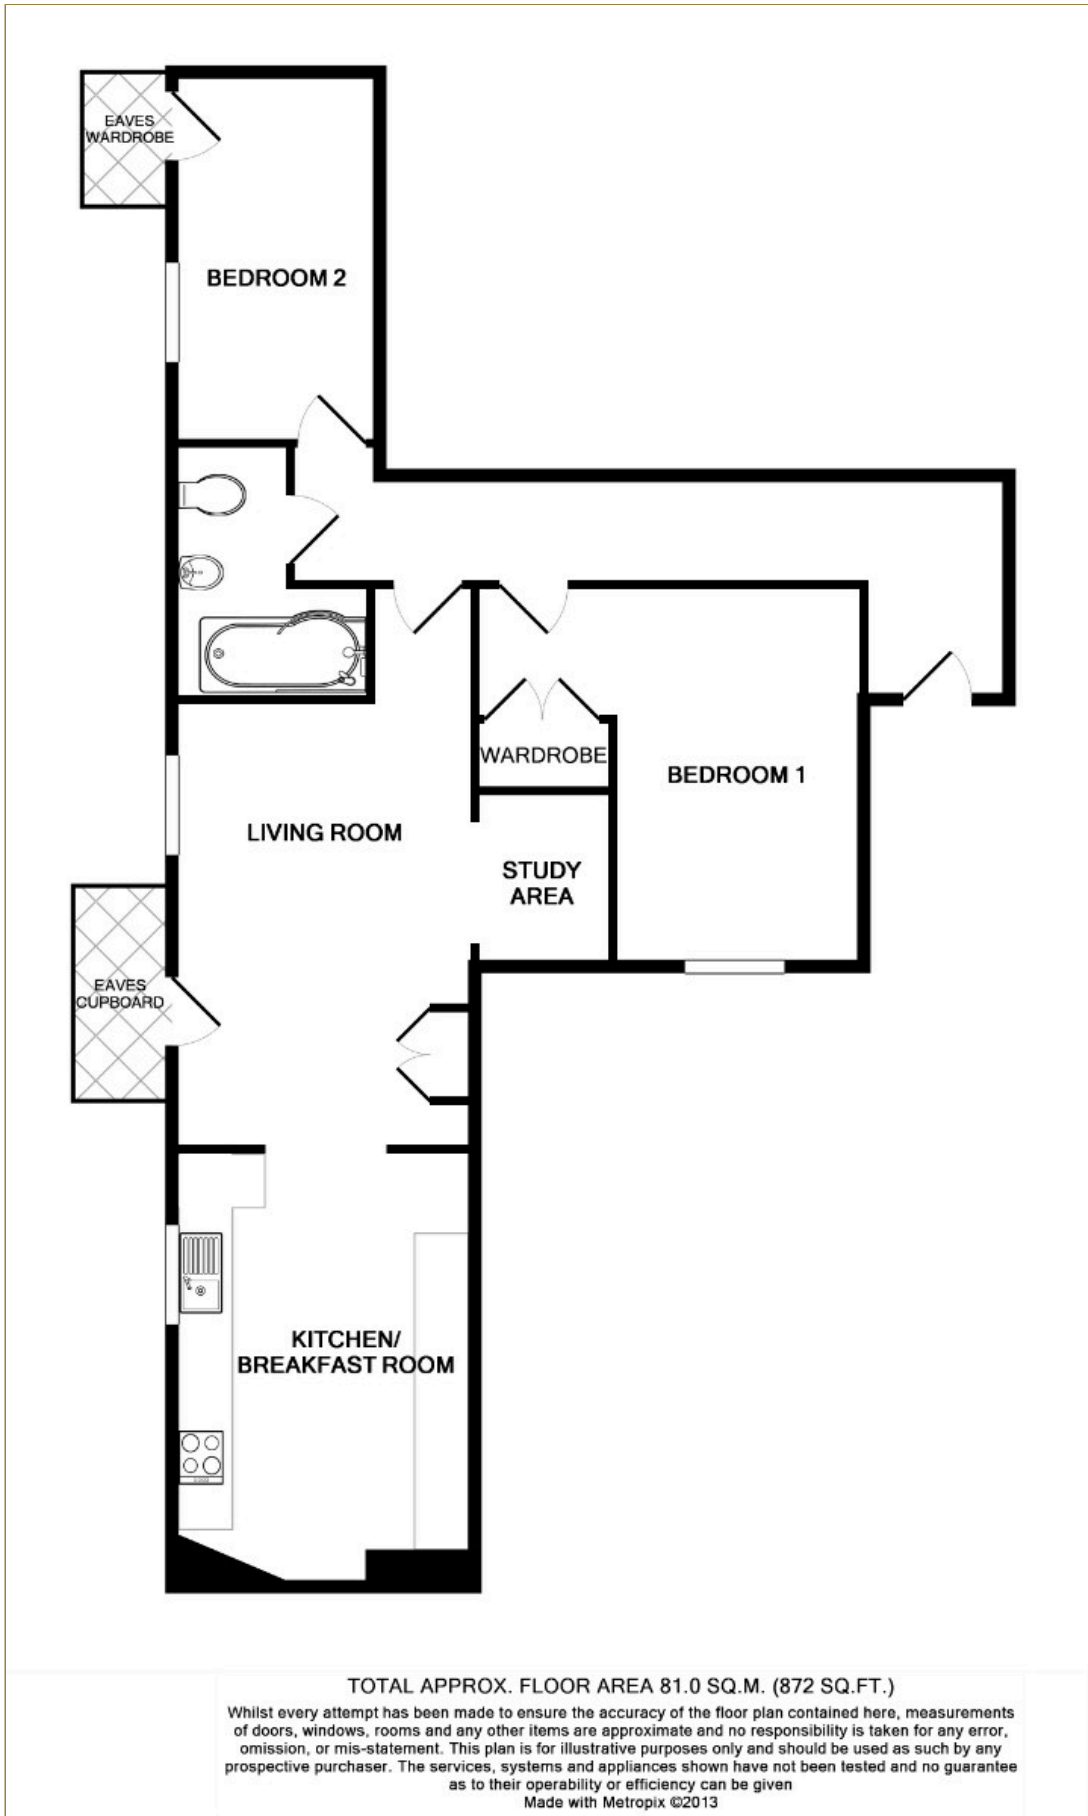 EAVES
WARDROBE
BEDROOM 2
WARDROBE
BEDROOM 1
LIVING ROOM
STUDY
AREA
EAVES
CUPBOARD
KITCHEN/
BREAKFAST ROOM
TOTAL APPROX. FLOOR AREA 81.0 SQ.M. (872 SQ.FT.)
Whilst every attempt has been made to ensure the accuracy of the floor plan contained here, measurements
of doors, windows, rooms and any other items are approximate and no responsibility is taken for any error,
omission, or mis-statement. This plan is for illustrative purposes only and should be used as such by any
prospective purchaser. The services, systems and appliances shown have not been tested and no guarantee
as to their operability or efficiency can be given
Made with Metropix ©2013